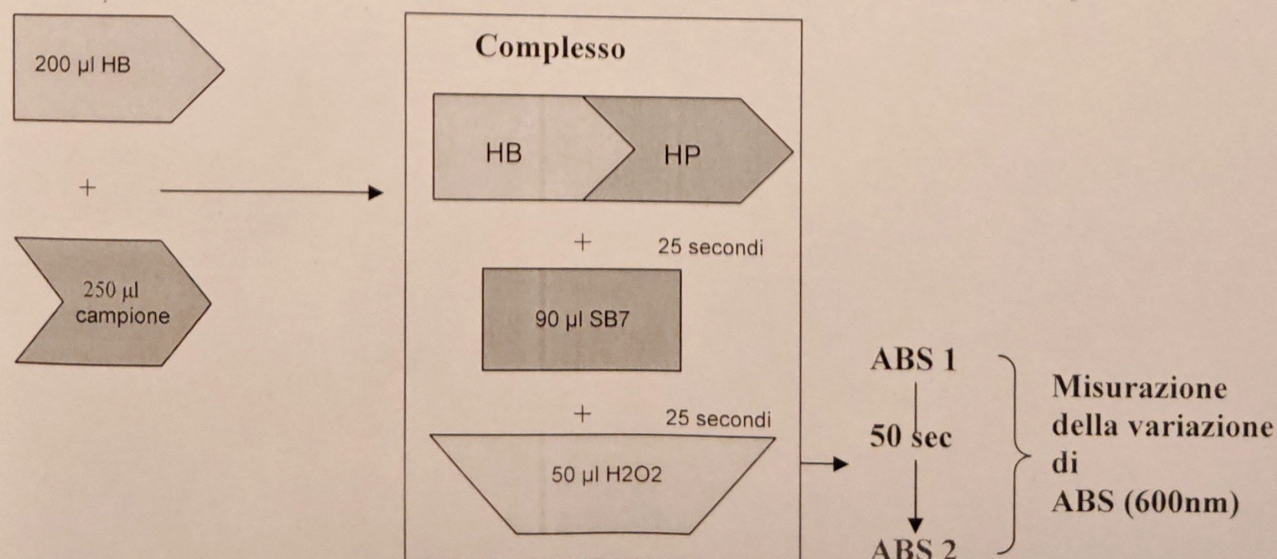 200 µl HB
+
250 µl
campione
Complesso
HB
HP
+
25 secondi
90 µl SB7
+
25 secondi
50 µl H2O2
ABS 1
50 sec
ABS 2
Misurazione
della variazione
di
ABS (600nm)